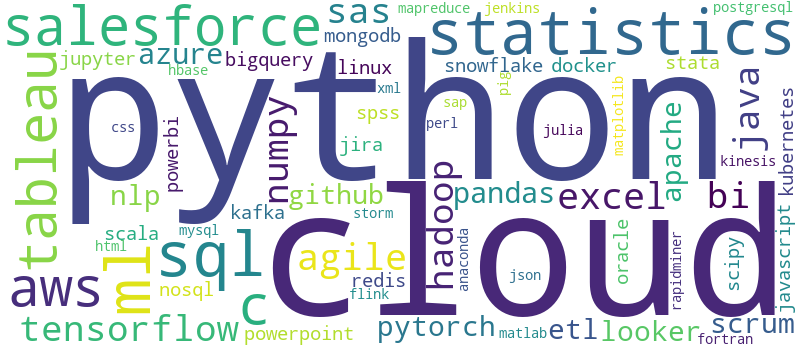 salesforce
sas
mapreduce
jenkins
postgresql
statistics
mongodb
jupyter
azure
bigquery
hbase
linux
snowflake
docker
stata
tableau
python
xml
sap
pig
matplotlib
java
kubernetes
css
powerbi
numpy
spss
perl
julia
apache
kinesis
jira
nlp
github
hadoop
pandas
excel
bi
kafka
storm
scala
mysql
html
sql
cloud
agile
anaconda
oracle
rapidminer
scipy
javascript
aws
ml
nosql
c
redis
flink
json
tensorflow
powerpoint
pytorch
matlab
etl
looker
scrum
fortran